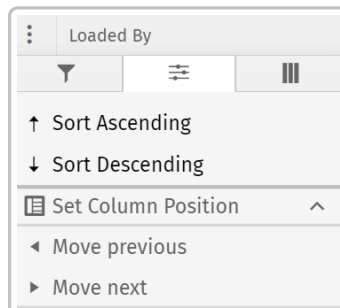 Loaded By
Sort Ascending
Sort Descending
Set Column Position
Move previous
Move next